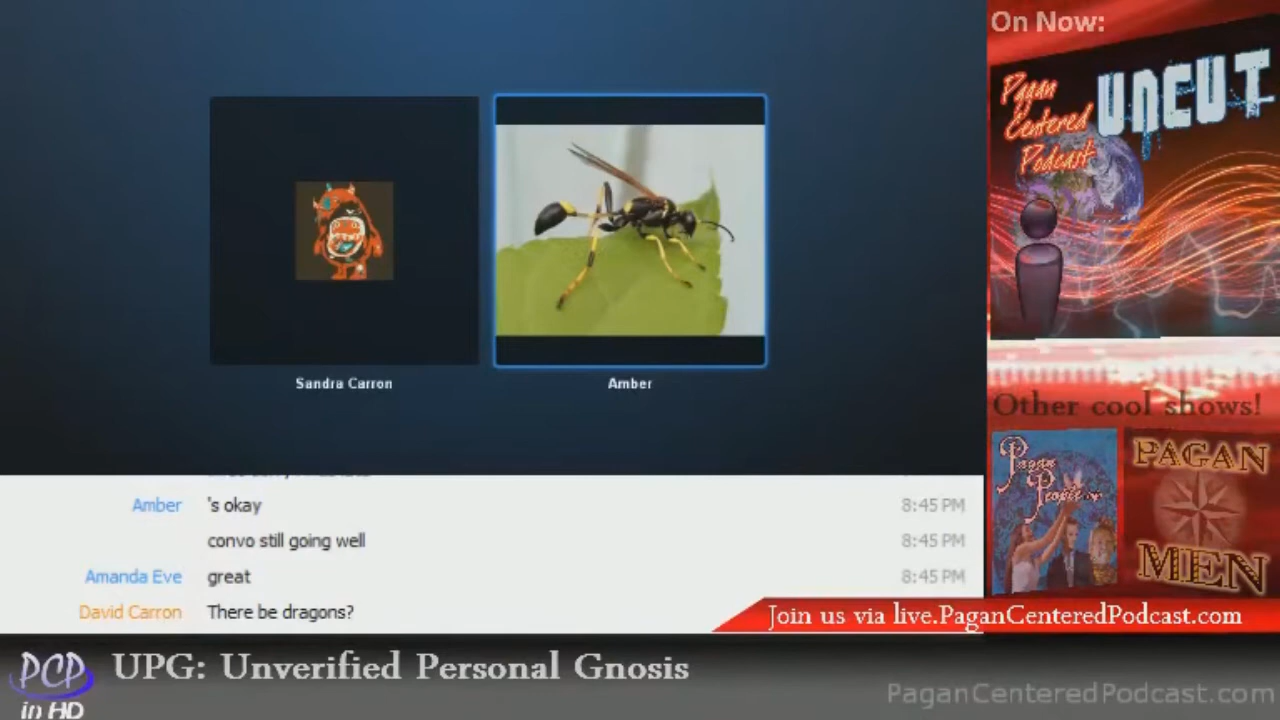 On Now:
Pagan
Centered
Podcast
UNCUT
Sandra Carron
Amber
Other cool shows!
Pagan
People
PAGAN
MEN
Amber 's okay 8:45 PM
convo still going well 8:45 PM
Amanda Eve great 8:45 PM
David Carron There be dragons?
Join us via live.PaganCenteredPodcast.com
PCP
in HD
UPG: Unverified Personal Gnosis
PaganCenteredPodcast.com